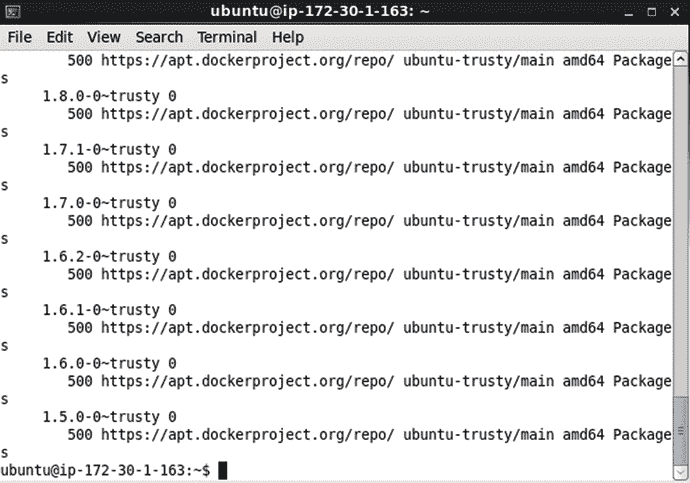 ubuntu@ip-172-30-1-163: ~
File Edit View Search Terminal Help
500 https://apt.dockerproject.org/repo/ ubuntu-trusty/main amd64 Package
s
1.8.0-0~trusty 0
500 https://apt.dockerproject.org/repo/ ubuntu-trusty/main amd64 Package
s
1.7.1-0~trusty 0
500 https://apt.dockerproject.org/repo/ ubuntu-trusty/main amd64 Package
s
1.7.0-0~trusty 0
500 https://apt.dockerproject.org/repo/ ubuntu-trusty/main amd64 Package
s
1.6.2-0~trusty 0
500 https://apt.dockerproject.org/repo/ ubuntu-trusty/main amd64 Package
s
1.6.1-0~trusty 0
500 https://apt.dockerproject.org/repo/ ubuntu-trusty/main amd64 Package
s
1.6.0-0~trusty 0
500 https://apt.dockerproject.org/repo/ ubuntu-trusty/main amd64 Package
s
1.5.0-0~trusty 0
500 https://apt.dockerproject.org/repo/ ubuntu-trusty/main amd64 Package
s
ubuntu@ip-172-30-1-163:~$